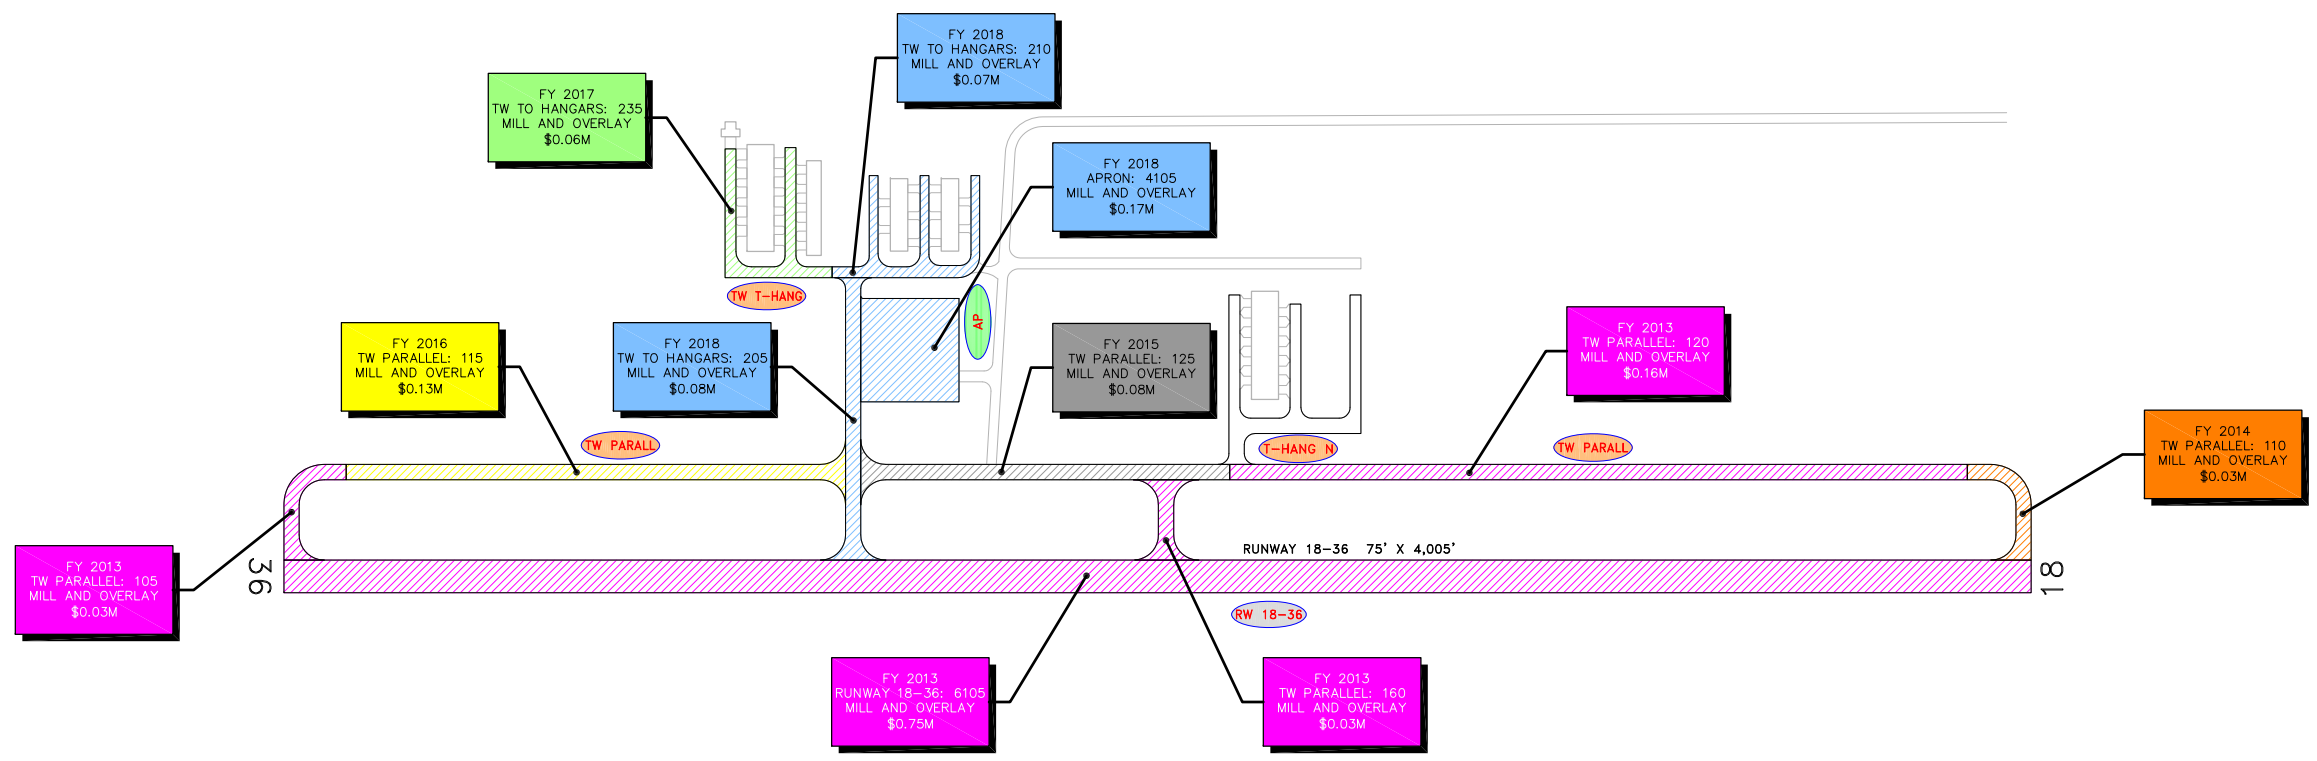 FY 2018
TW TO HANGARS: 210
MILL AND OVERLAY
$0.07M
FY 2017
TW TO HANGARS: 235
MILL AND OVERLAY
$0.06M
FY 2018
APRON: 4105
MILL AND OVERLAY
$0.17M
TW T-HANG
AP
FY 2016
TW PARALLEL: 115
MILL AND OVERLAY
$0.13M
FY 2018
TW TO HANGARS: 205
MILL AND OVERLAY
$0.08M
FY 2015
TW PARALLEL: 125
MILL AND OVERLAY
$0.08M
FY 2013
TW PARALLEL: 120
MILL AND OVERLAY
$0.16M
TW PARALL
T-HANG N
TW PARALL
FY 2014
TW PARALLEL: 110
MILL AND OVERLAY
$0.03M
RUNWAY 18-36 75' X 4,005'
36
18
FY 2013
TW PARALLEL: 105
MILL AND OVERLAY
$0.03M
RW 18-36
FY 2013
RUNWAY 18-36: 6105
MILL AND OVERLAY
$0.75M
FY 2013
TW PARALLEL: 160
MILL AND OVERLAY
$0.03M